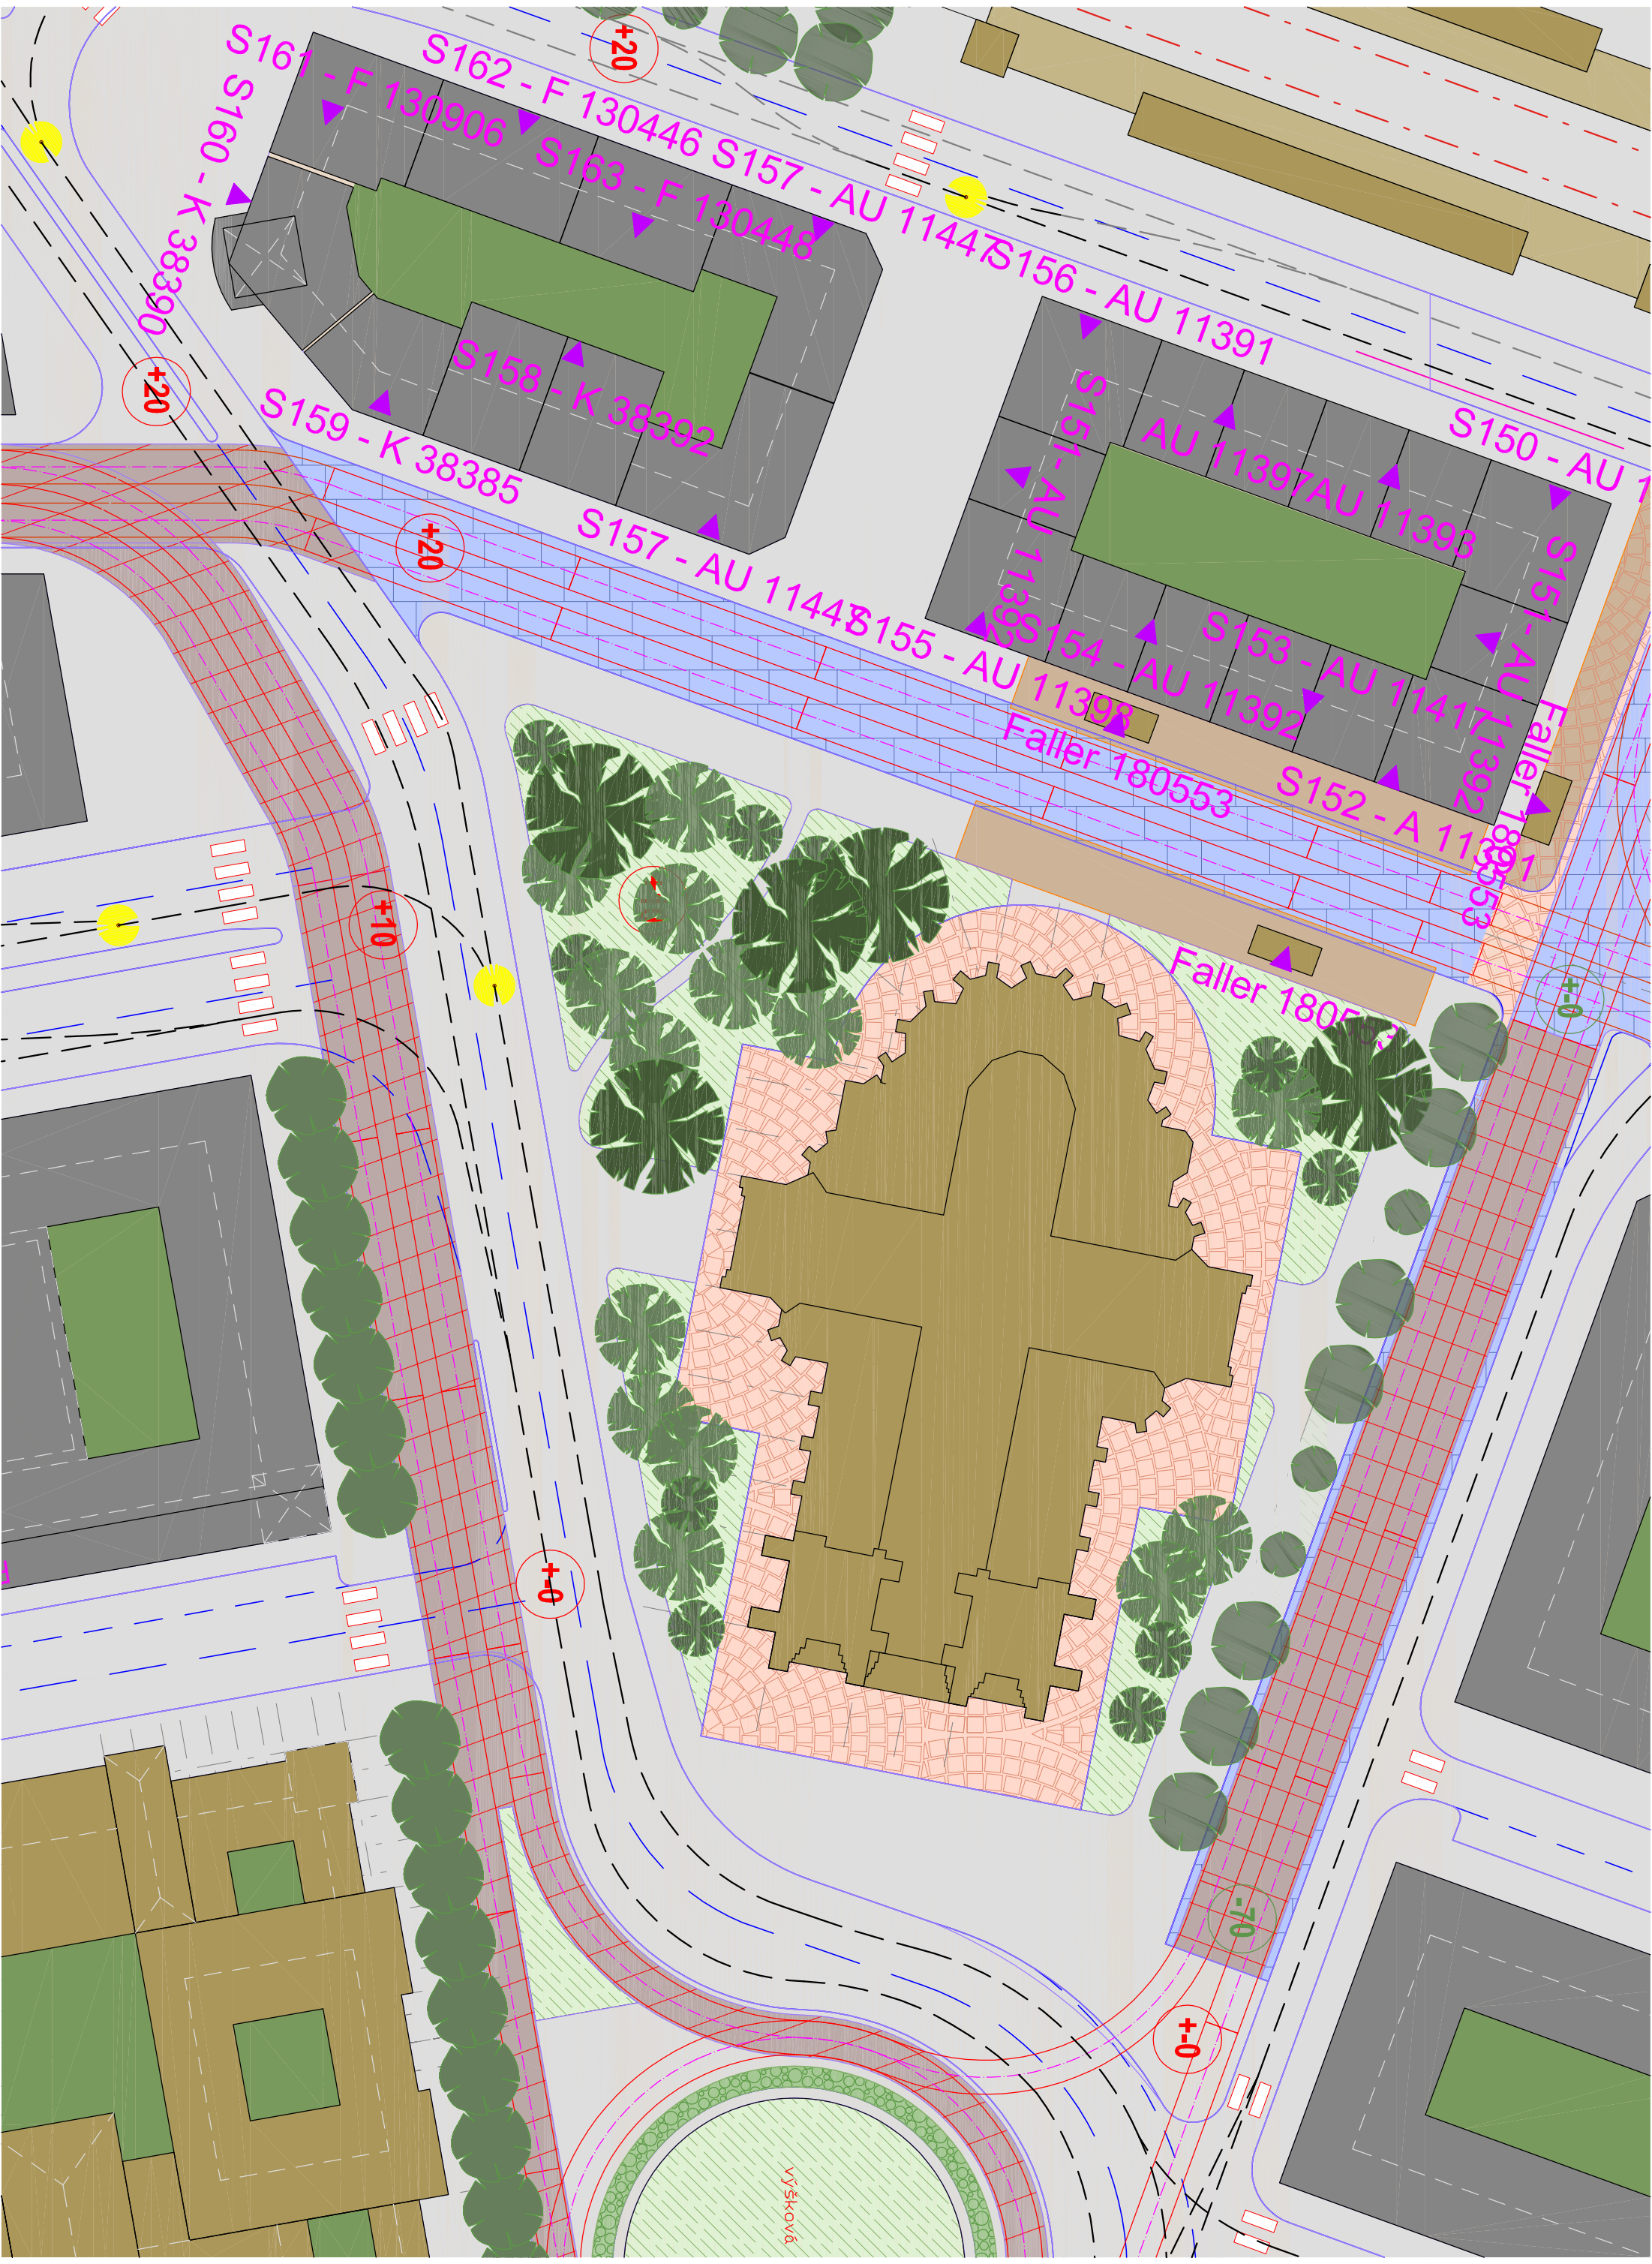 +20
S161 - F 130906
S162 - F 130446
S157 - AU 11447
S160 - K 38390
S163 - F 130448
S156 - AU 11391
+20
S158 - K 38392
S159 - K 38385
S151- AU 11392
AU 11397
AU 11393
S150 - AU 1
+20
S157 - AU 11447
S155 - AU 11398
S154 - AU 11392
S153 - AU 11417
S151- AU 11392
Faller 180553
S152 - A 11391
Faller 180553
+10
Faller 180553
+-0
+-0
-70
+-0
výšková